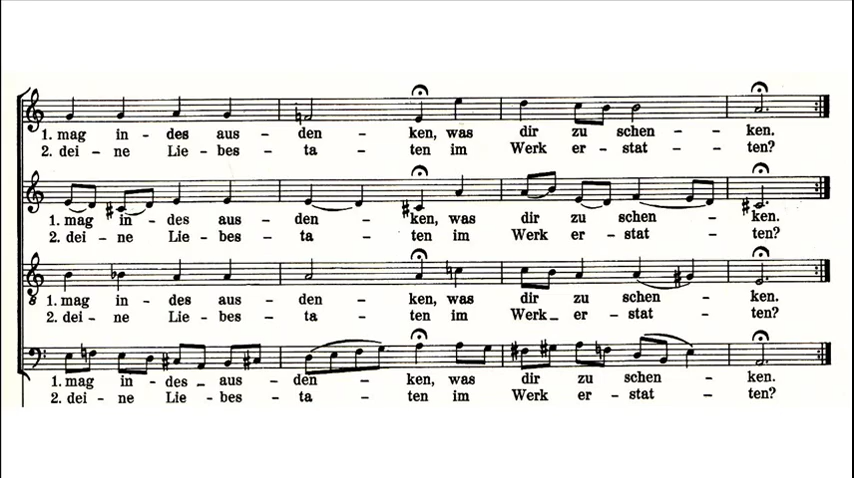 1. mag in - des aus - den - ken, was dir zu schen - - ken.
2. dei - ne Lie - bes - ta - ten im Werk er - stat - ten?
1. mag in - des aus - den - ken, was dir zu schen - ken.
2. dei - ne Lie - bes - ta - ten im Werk er - stat - ten?
8
1. mag in - des aus - den - ken, was dir zu schen - ken.
2. dei - ne Lie - bes - ta - ten im Werk_ er - stat - ten?
1. mag in - des_ aus - den - ken, was dir zu schen - ken.
2. dei - ne Lie - bes - ta - ten im Werk er - stat - ten?